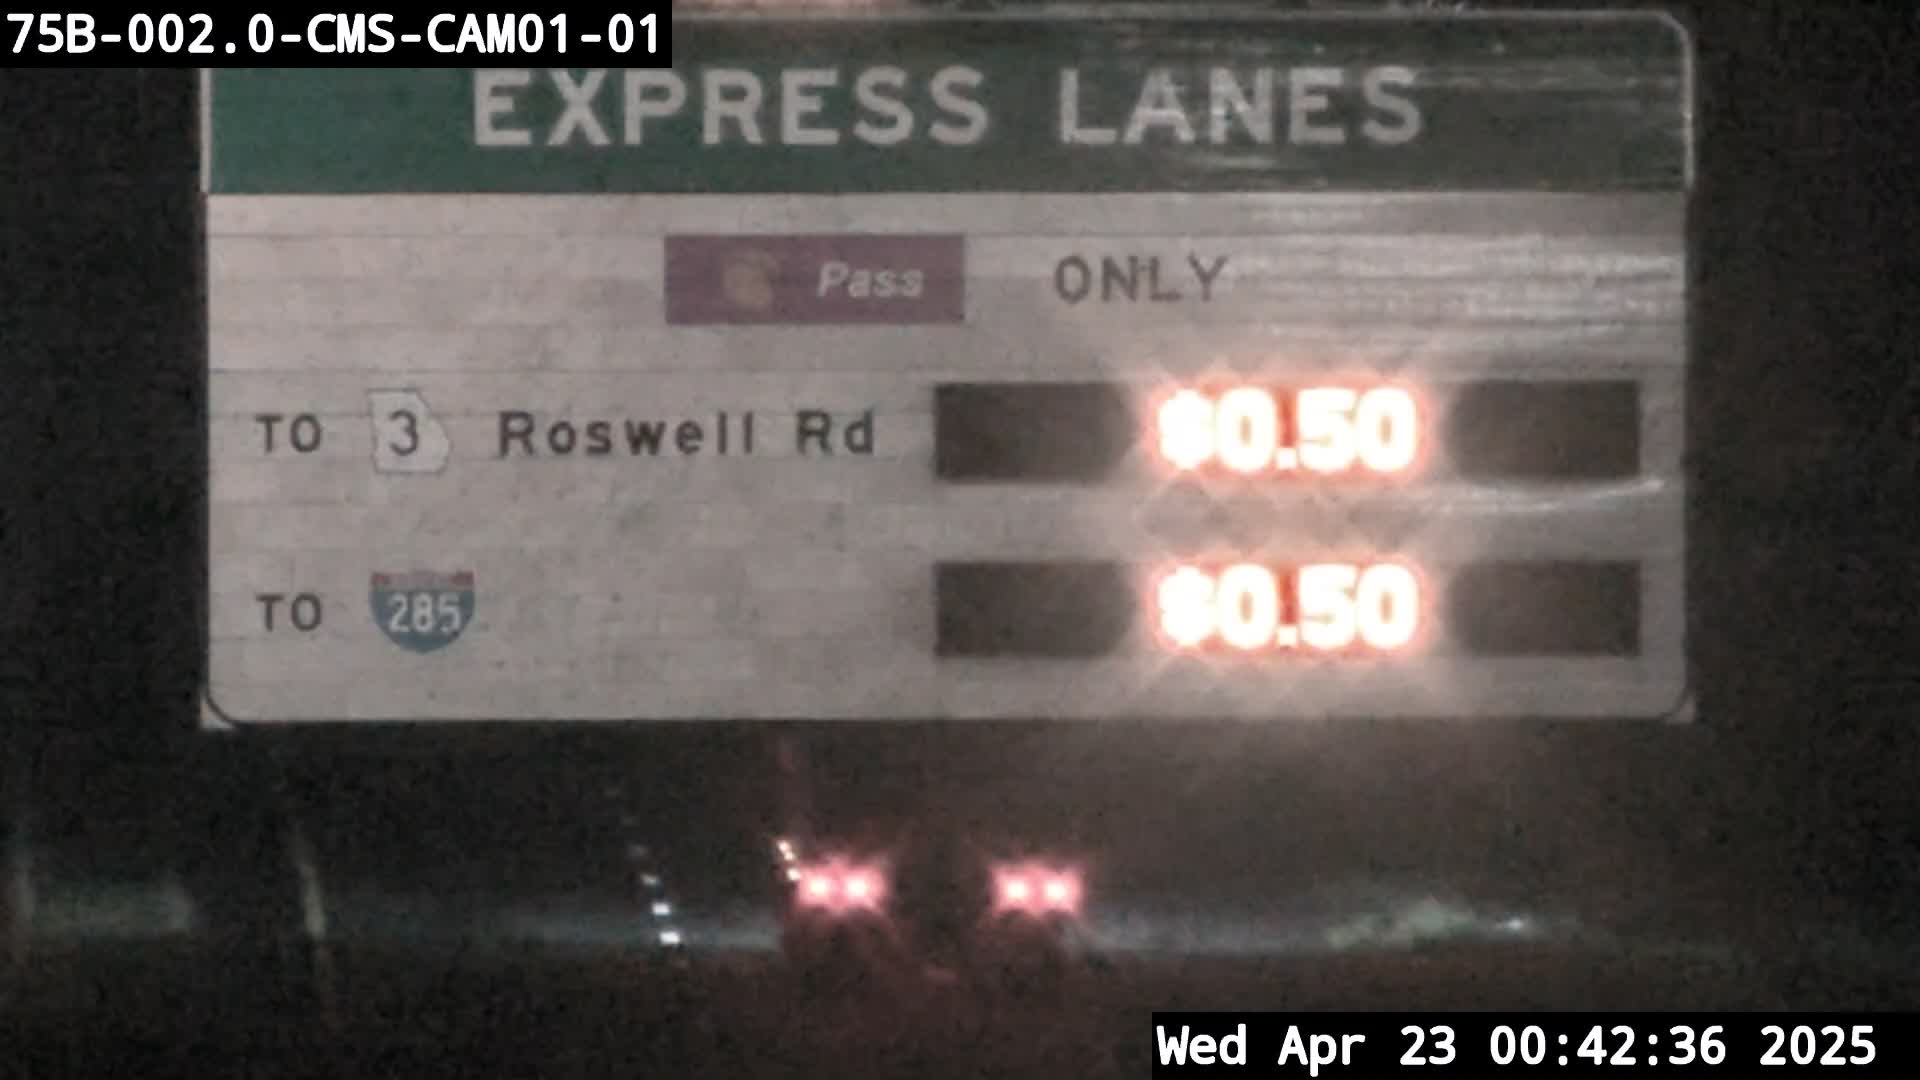 75B-002.0-CMS-CAM01-01
EXPRESS LANES
Pass ONLY
TO 3 Roswell Rd $0.50
TO 285 $0.50
Wed Apr 23 00:42:36 2025